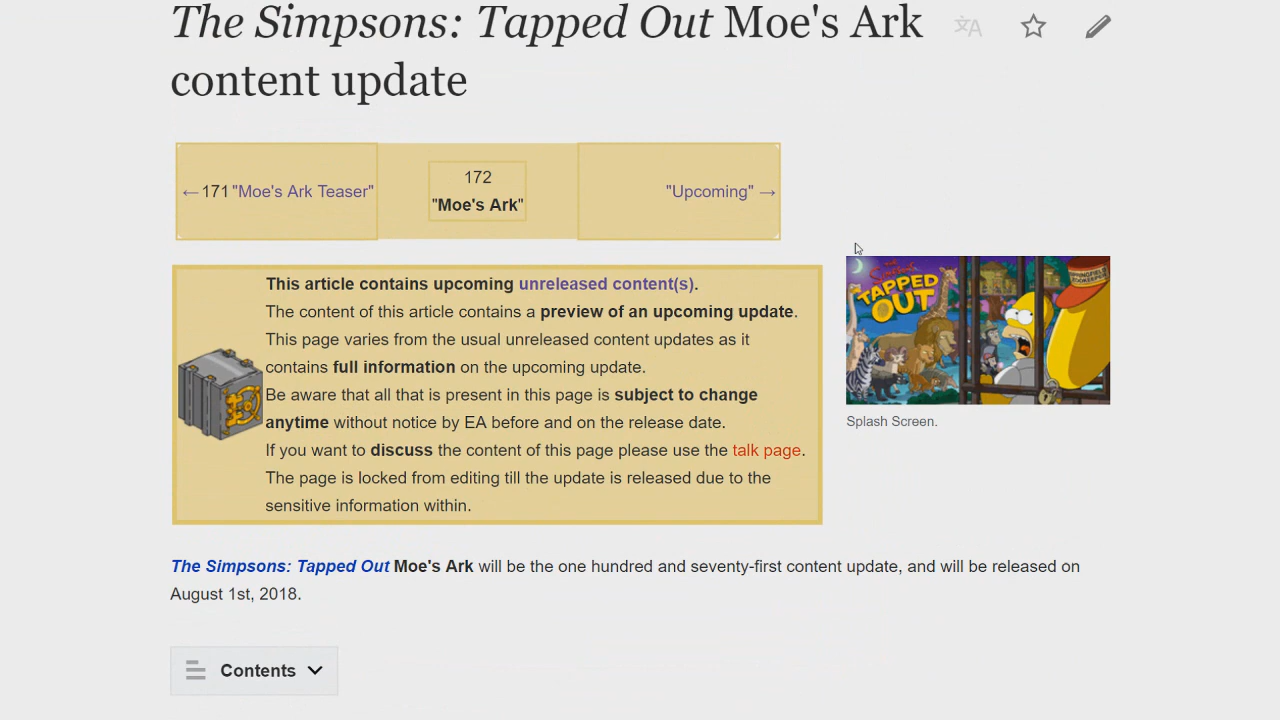 The Simpsons: Tapped Out Moe's Ark
content update
←171 "Moe's Ark Teaser"
172
"Moe's Ark"
"Upcoming" →
This article contains upcoming unreleased content(s).
The content of this article contains a preview of an upcoming update.
This page varies from the usual unreleased content updates as it
contains full information on the upcoming update.
Be aware that all that is present in this page is subject to change
anytime without notice by EA before and on the release date.
If you want to discuss the content of this page please use the talk page.
The page is locked from editing till the update is released due to the
sensitive information within.
The Simpsons
TAPPED
OUT
SPRINGFIELD
ZOOKEEPER
Splash Screen.
The Simpsons: Tapped Out Moe's Ark will be the one hundred and seventy-first content update, and will be released on
August 1st, 2018.
Contents